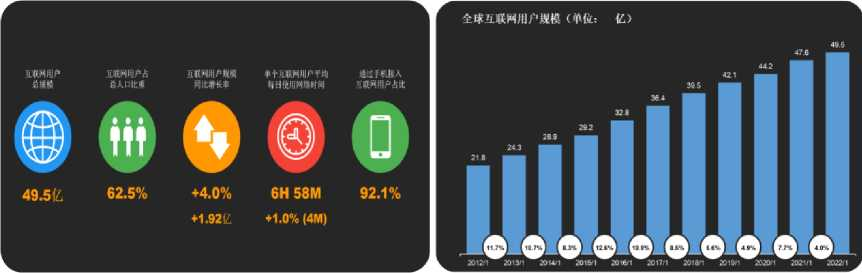 互联网用户
总规模
互联网用户占
总人口比重
互联网用户规模
同比增长率
单个互联网用户平均
每日使用网络时间
通过手机接入
互联网用户占比
49.5亿
62.5%
+4.0%
+1.92亿
6H 58M
+1.0% (4M)
92.1%
全球互联网用户规模（单位： 亿）
21.8 24.3 26.9 29.2 32.8 36.4 39.5 42.1 44.2 47.6 49.5
11.7% 10.7% 8.3% 12.6% 10.9% 8.5% 6.6% 4.9% 7.7% 4.0%
2012/1 2013/1 2014/1 2015/1 2016/1 2017/1 2018/1 2019/1 2020/1 2021/1 2022/1